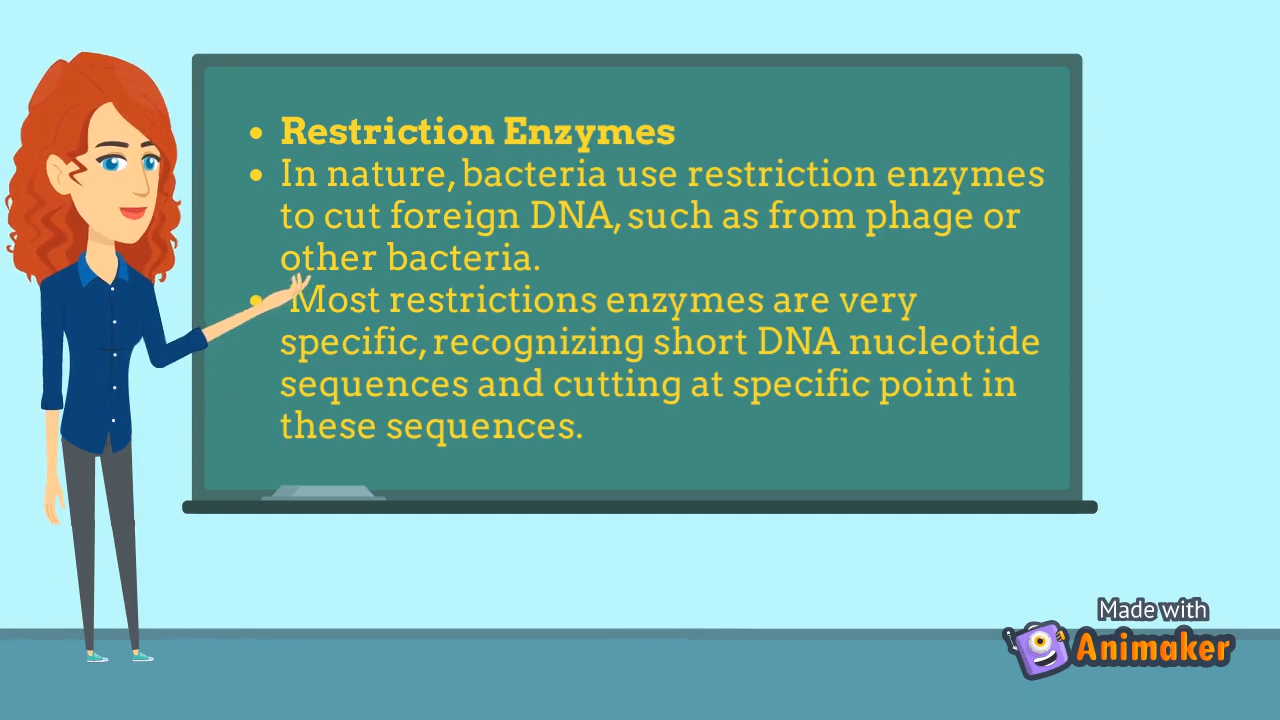 • Restriction Enzymes
• In nature, bacteria use restriction enzymes
to cut foreign DNA, such as from phage or
other bacteria.
• Most restrictions enzymes are very
specific, recognizing short DNA nucleotide
sequences and cutting at specific point in
these sequences.
Made with
Animaker